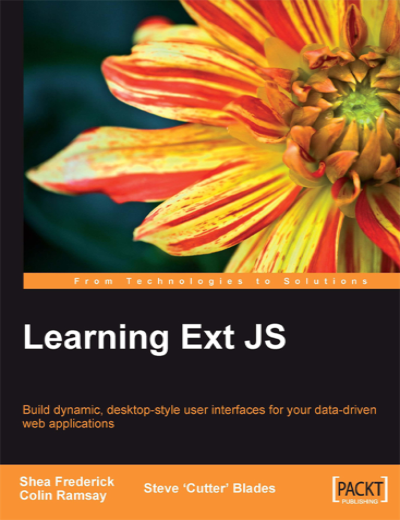 From Technologies to Solutions
Learning Ext JS
Build dynamic, desktop-style user interfaces for your data-driven
web applications
Shea Frederick
Colin Ramsay
Steve ‘Cutter’ Blades
[PACKT]
PUBLISHING